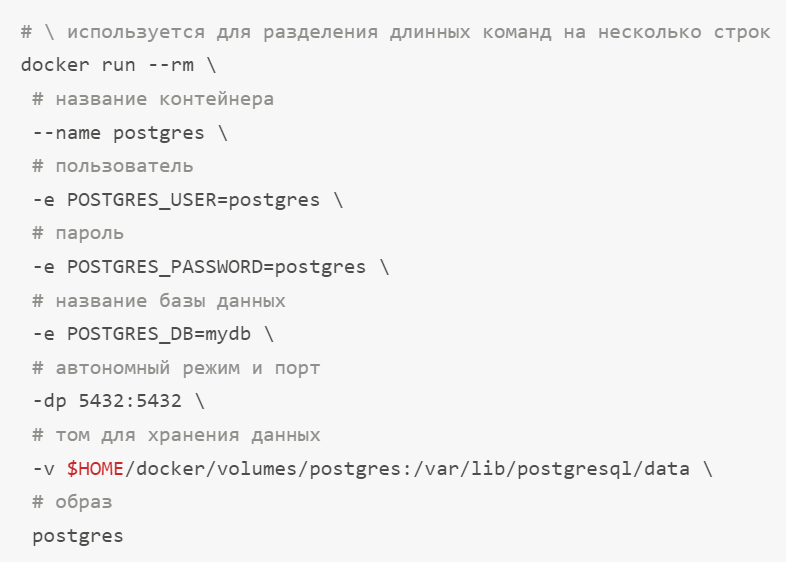 # \ используется для разделения длинных команд на несколько строк
docker run --rm \
# название контейнера
--name postgres \
# пользователь
-e POSTGRES_USER=postgres \
# пароль
-e POSTGRES_PASSWORD=postgres \
# название базы данных
-e POSTGRES_DB=mydb \
# автономный режим и порт
-dp 5432:5432 \
# том для хранения данных
-v $HOME/docker/volumes/postgres:/var/lib/postgresql/data \
# образ
postgres